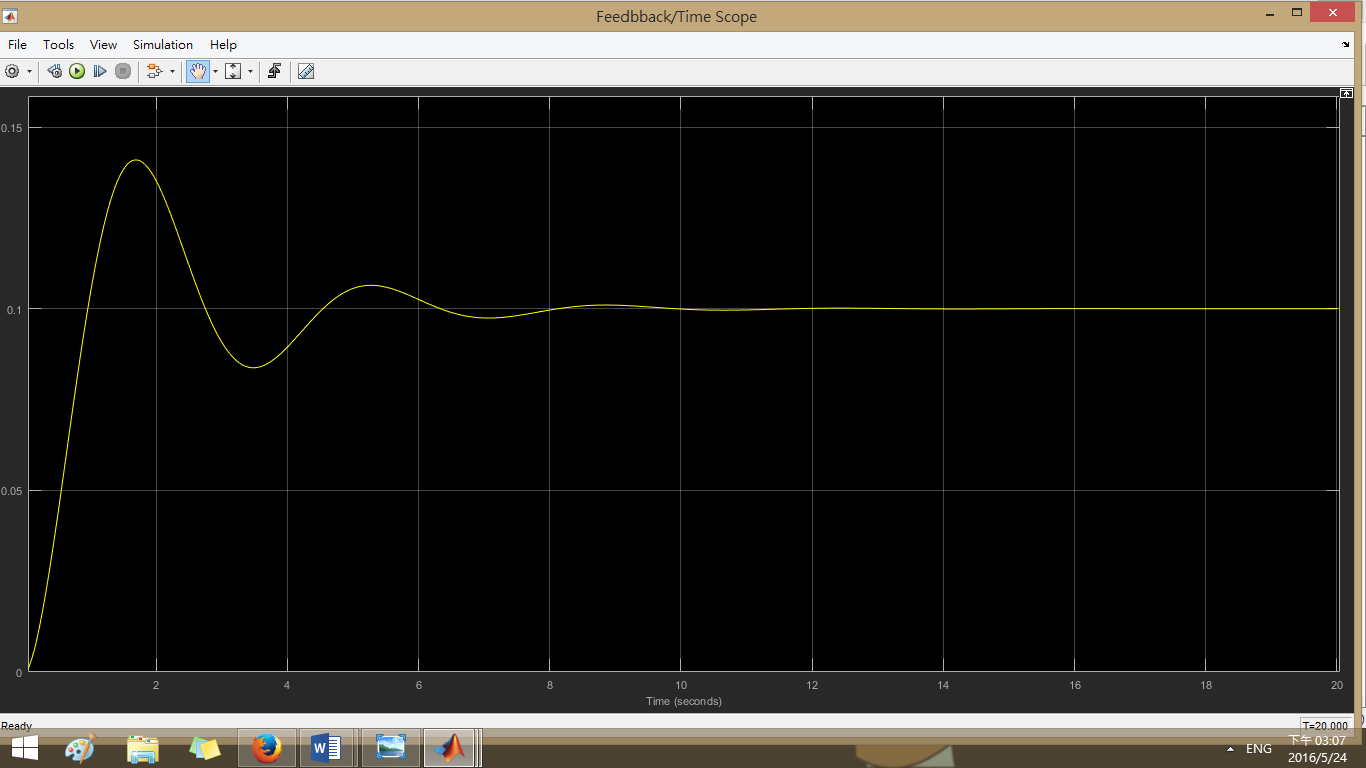 Feedbback/Time Scope
File Tools View Simulation Help
0.15
0.1
0.05
0
2 4 6 8 10 12 14 16 18 20
Time (seconds)
Ready
T=20.000
ENG
下午 03:07
2016/5/24